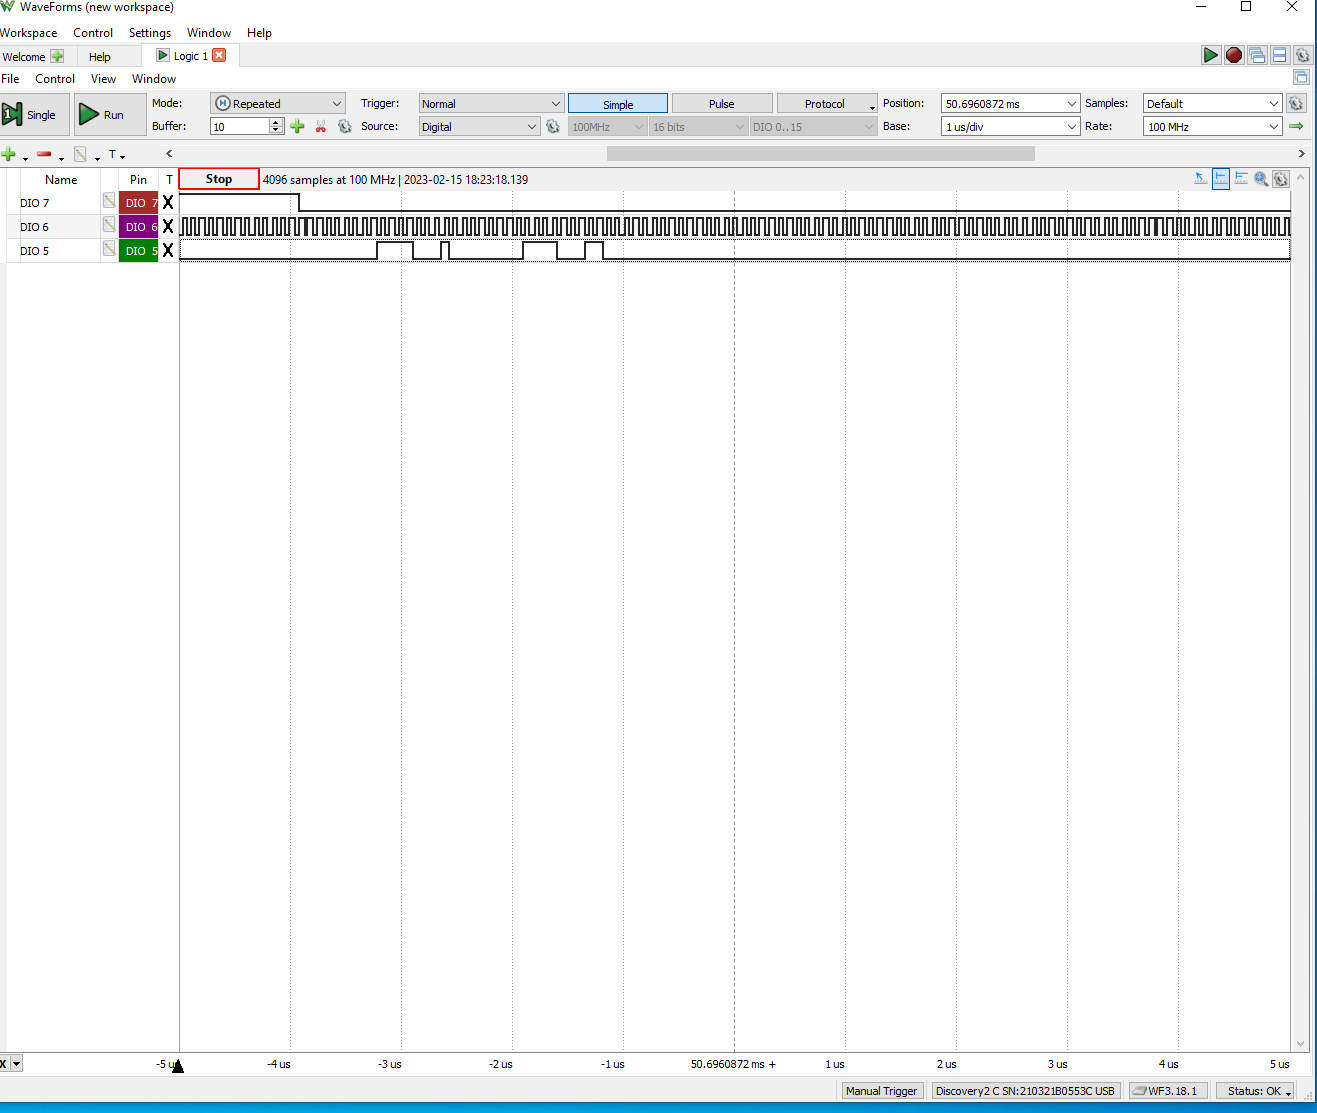 WaveForms (new workspace)
Workspace Control Settings Window Help
Welcome Help Logic 1
File Control View Window
Single Run Mode: Repeated Trigger: Normal Simple Pulse Protocol Position: 50.6960872 ms Samples: Default
Buffer: 10 Source: Digital 100MHz 16 bits DIO 0..15 Base: 1 us/div Rate: 100 MHz
T
Name Pin T Stop 4096 samples at 100 MHz | 2023-02-15 18:23:18.139
DIO 7 DIO 7 X
DIO 6 DIO 6 X
DIO 5 DIO 5 X
X -5 us -4 us -3 us -2 us -1 us 50.6960872 ms + 1 us 2 us 3 us 4 us 5 us
Manual Trigger Discovery2 C SN:210321B0553C USB WF3.18.1 Status: OK